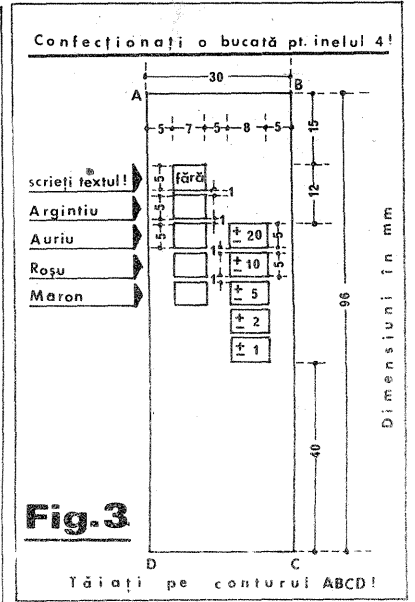 Confecționați o bucată pt. inelul 4!
30
A B
5 7 5 8 5
15
scrieți textul! 5 fără 1 12
Argintiu 5 1
Auriu 5 ± 20 5
Roșu 1 ± 10 5
Maron 1 ± 5
± 2
± 1
96
Dimensiuni în mm
40
Fig.3
D C
Tăiați pe conturul ABCD!